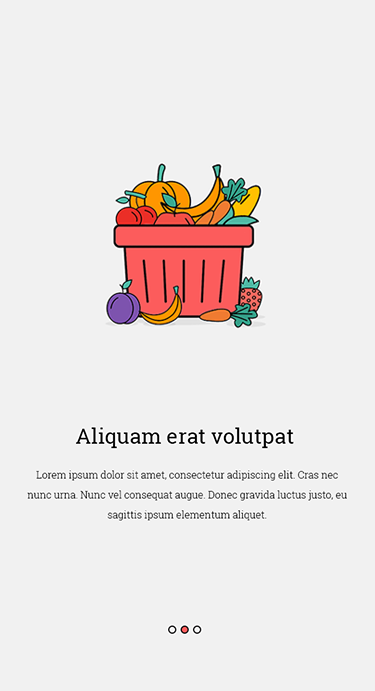 Aliquam erat volutpat
Lorem ipsum dolor sit amet, consectetur adipiscing elit. Cras nec
nunc urna. Nunc vel consequat augue. Donec gravida luctus justo, eu
sagittis ipsum elementum aliquet.